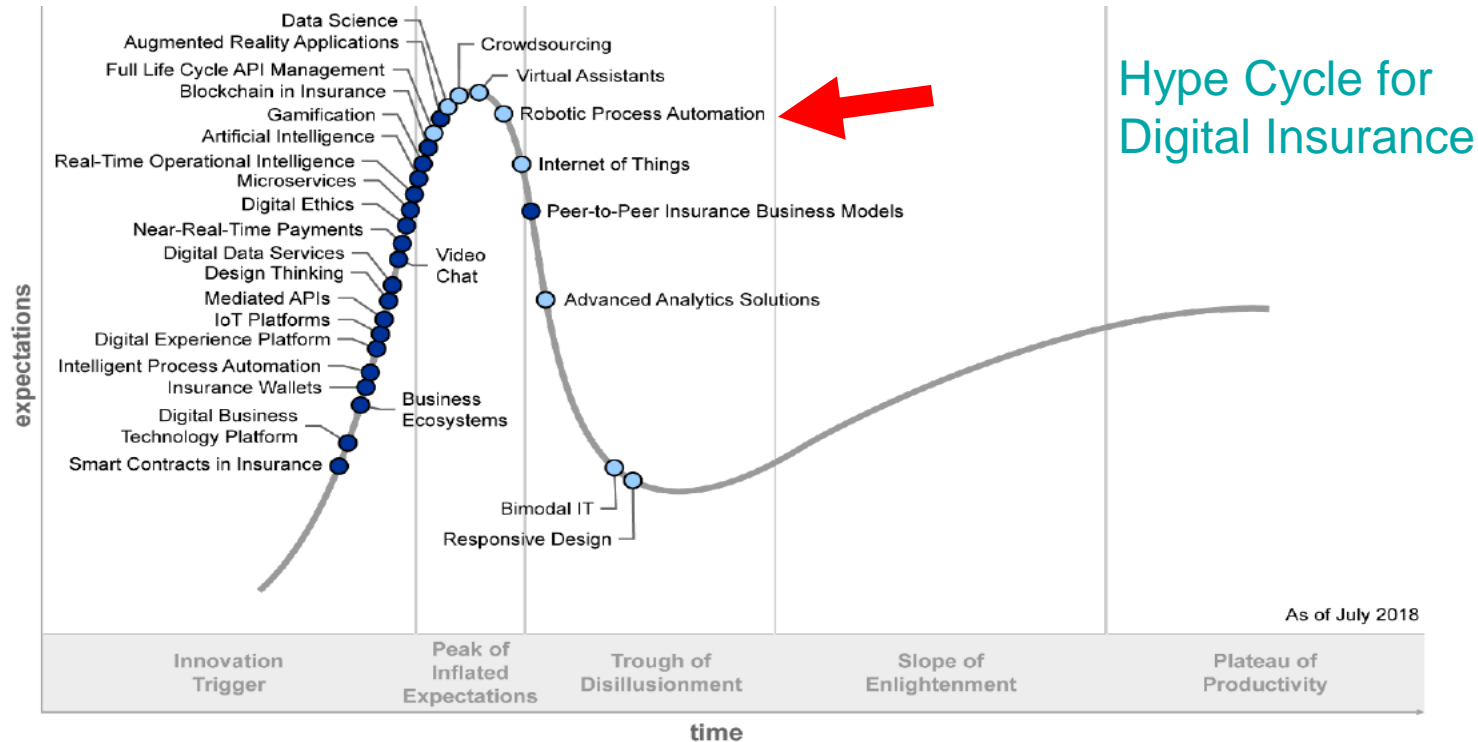 Hype Cycle for
Digital Insurance
Data Science
Augmented Reality Applications
Full Life Cycle API Management
Blockchain in Insurance
Gamification
Artificial Intelligence
Real-Time Operational Intelligence
Microservices
Digital Ethics
Near-Real-Time Payments
Digital Data Services
Design Thinking
Mediated APIs
IoT Platforms
Digital Experience Platform
Intelligent Process Automation
Insurance Wallets
Digital Business
Technology Platform
Smart Contracts in Insurance
Video
Chat
Business
Ecosystems
Crowdsourcing
Virtual Assistants
Robotic Process Automation
Internet of Things
Peer-to-Peer Insurance Business Models
Advanced Analytics Solutions
Bimodal IT
Responsive Design
expectations
As of July 2018
Innovation
Trigger
Peak of
Inflated
Expectations
Trough of
Disillusionment
Slope of
Enlightenment
Plateau of
Productivity
time